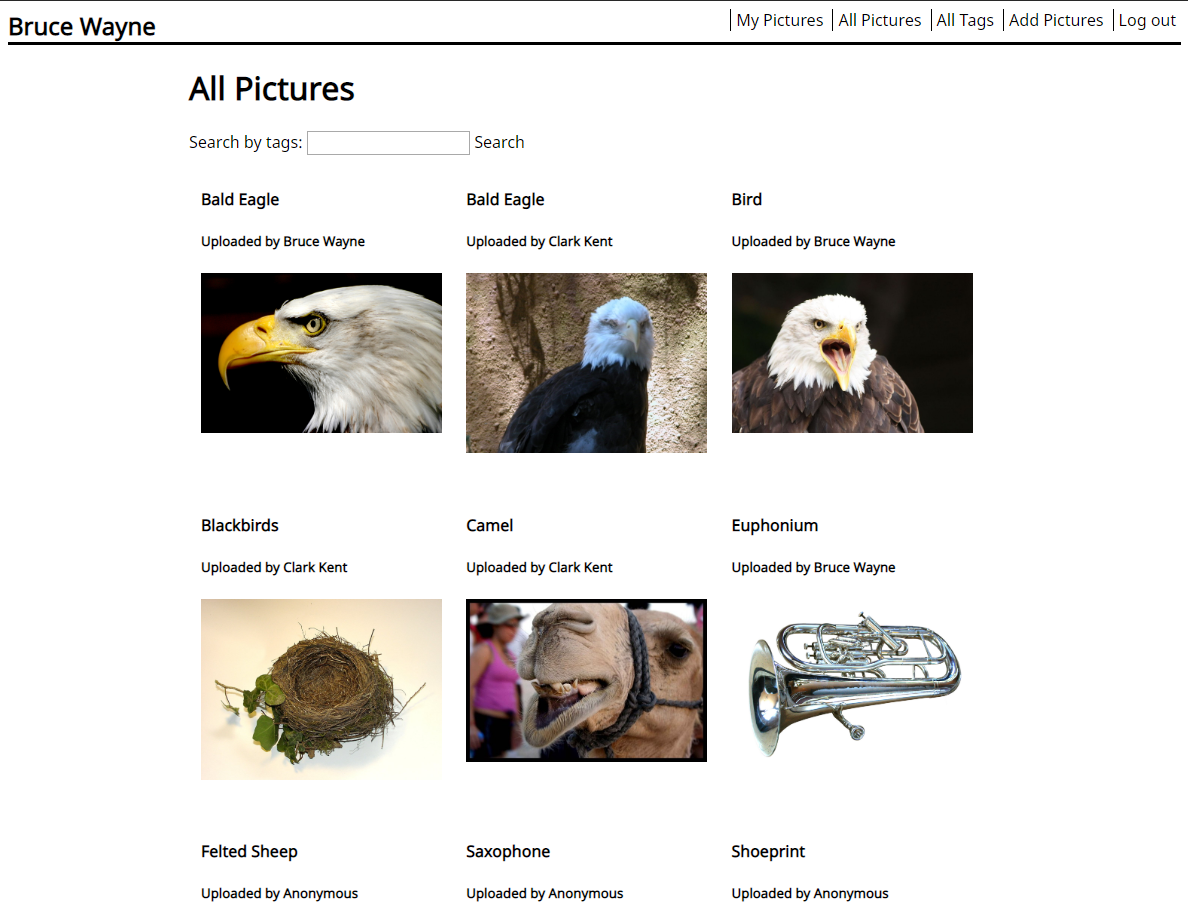 Bruce Wayne
My Pictures
All Pictures
All Tags
Add Pictures
Log out
All Pictures
Search by tags:
Search
Bald Eagle
Uploaded by Bruce Wayne
Bald Eagle
Uploaded by Clark Kent
Bird
Uploaded by Bruce Wayne
Blackbirds
Uploaded by Clark Kent
Camel
Uploaded by Clark Kent
Euphonium
Uploaded by Bruce Wayne
Felted Sheep
Uploaded by Anonymous
Saxophone
Uploaded by Anonymous
Shoeprint
Uploaded by Anonymous